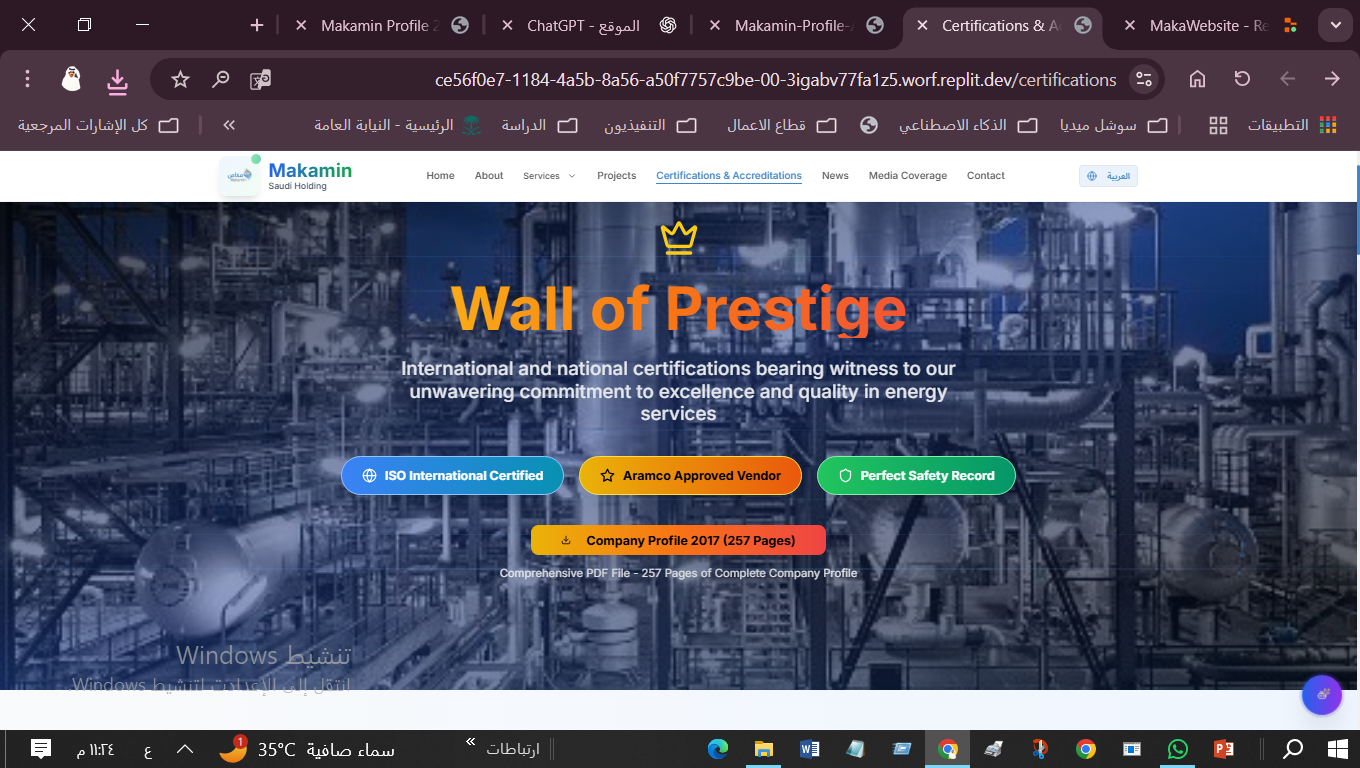 Makamin Profile 2
ChatGPT - الموقع
Makamin-Profile-A
Certifications & Ac
MakaWebsite - Re
ce56f0e7-1184-4a5b-8a56-a50f7757c9be-00-3igabv77fa1z5.worf.replit.dev/certifications
التطبيقات
سوشل ميديا
الذكاء الاصطناعي
قطاع الاعمال
التنفيذيون
الدراسة
الرئيسية - النيابة العامة
«
كل الإشارات المرجعية
Makamin
Saudi Holding
Home About Services Projects Certifications & Accreditations News Media Coverage Contact
العربية
Wall of Prestige
International and national certifications bearing witness to our
unwavering commitment to excellence and quality in energy
services
ISO International Certified
Aramco Approved Vendor
Perfect Safety Record
Company Profile 2017 (257 Pages)
Comprehensive PDF File - 257 Pages of Complete Company Profile
تنشيط Windows
انتقل إلى الإعدادات لتنشيط Windows.
ارتباطات
«
35°C سماء صافية
1
ع
١١:٢٤ م